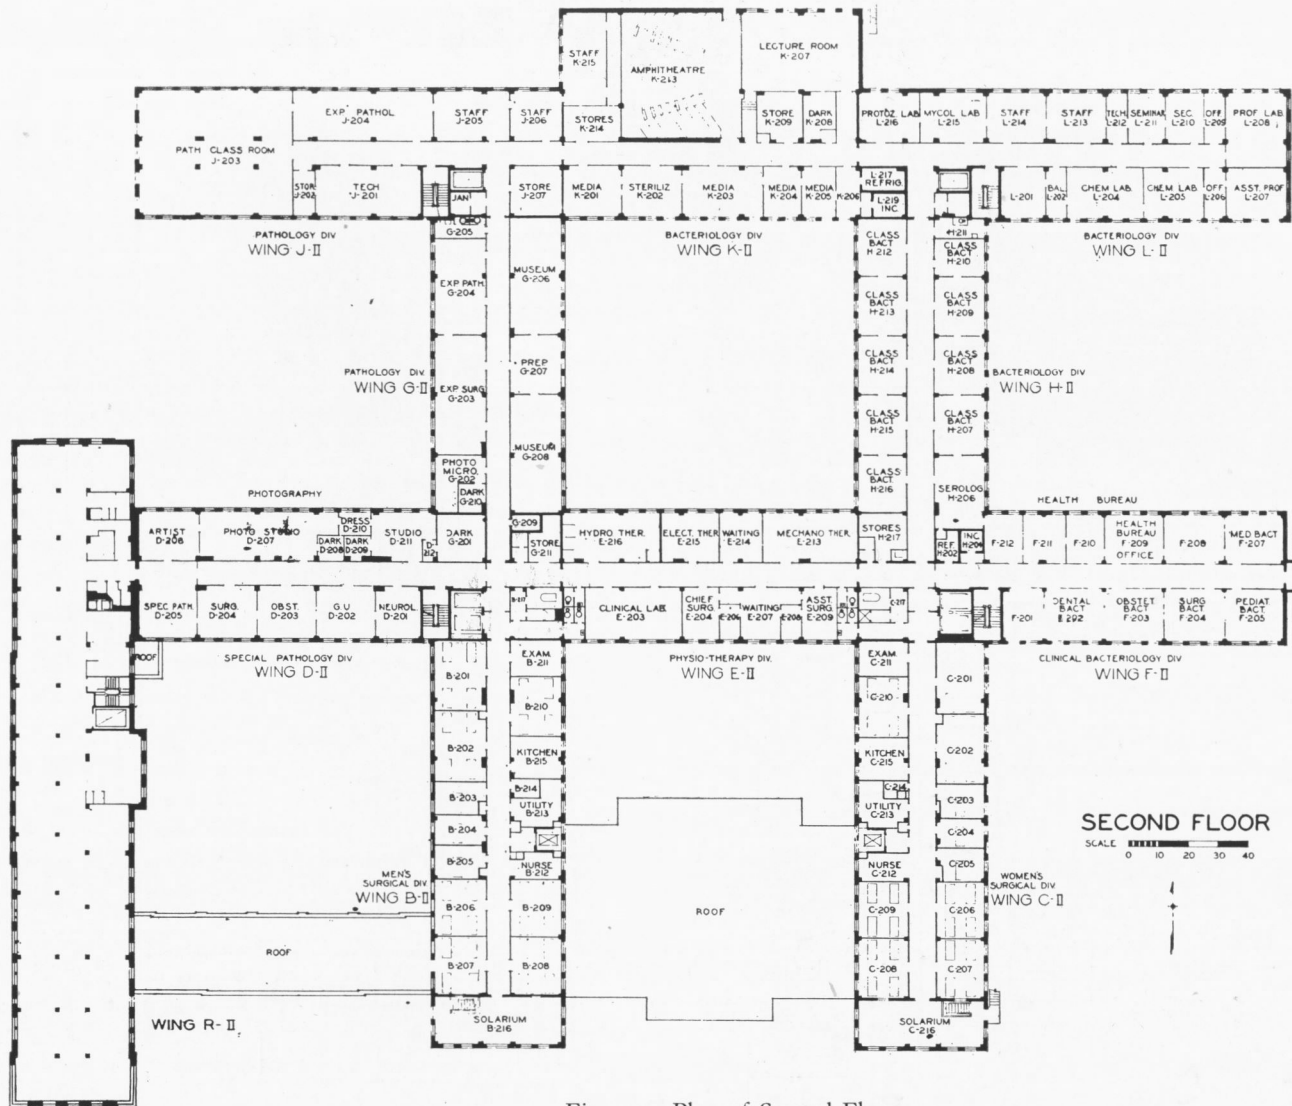 STAFF
K-215
AMPHITHEATRE
K-213
LECTURE ROOM
K-207
STORES
K-214
STORE
K-209
DARK
K-208
EXP PATHOL
J-204
STAFF
J-205
STAFF
J-206
PATH CLASS ROOM
J-203
STOR.
J-202
TECH
J-201
JAN
STORE
J-207
MEDIA
K-201
STERILIZ
K-202
MEDIA
K-203
MEDIA
K-204
MEDIA
K-205
K-206
PROTOZ LAB
L-216
MYCOL LAB
L-215
STAFF
L-214
STAFF
L-213
TECH
L-212
SEMINAR
L-211
SEC.
L-210
OFF
L-209
PROF LAB.
L-208
L-217
REFRIG.
L-219
INC
L-201
BAL
L-202
CHEM LAB
L-204
CHEM LAB
L-205
OFF
L-206
ASST. PROF
L-207
PATHOLOGY DIV
WING J-II
BACTERIOLOGY DIV
WING K-II
BACTERIOLOGY DIV
WING L-II
G-205
EXP PATH.
G-204
EXP SURG
G-203
PHOTO
MICRO.
G-202
DARK
G-210
DARK
G-201
MUSEUM
G-206
PREP
G-207
MUSEUM
G-208
G-209
STORE
G-211
PATHOLOGY DIV.
WING G-II
CLASS
BACT
H-212
CLASS
BACT
H-213
CLASS
BACT
H-214
CLASS
BACT
H-215
CLASS
BACT.
H-216
STORES
H-217
H-211
CLASS
BACT
H-210
CLASS
BACT
H-209
CLASS
BACT
H-208
CLASS
BACT
H-207
SEROLOG
H-206
REF
H-202
INC
BACTERIOLOGY DIV
WING H-II
PHOTOGRAPHY
ARTIST
D-208
PHOTO STUDIO
D-207
DRESS
D-210
DARK
D-208
DARK
D-209
STUDIO
D-211
D-212
SPEC PATH.
D-205
SURG.
D-204
OBST.
D-203
G U
D-202
NEUROL.
D-201
ROOF
SPECIAL PATHOLOGY DIV
WING D-II
HYDRO THER.
E-216
ELECT. THER
E-215
WAITING
E-214
MECHANO THER.
E-213
CLINICAL LAB.
E-203
CHIEF
SURG.
E-204
E-206
WAITING
E-207
E-208
ASST.
SURG.
E-209
PHYSIO-THERAPY DIV.
WING E-II
HEALTH BUREAU
F-212
F-211
F-210
HEALTH
BUREAU
F-209
OFFICE
F-208
MED BACT
F-207
F-201
DENTAL
BACT
F-202
OBSTET
BACT
F-203
SURG
BACT
F-204
PEDIAT
BACT.
F-205
CLINICAL BACTERIOLOGY DIV
WING F-II
B-217
B-201
B-202
B-203
B-204
B-205
B-206
B-207
EXAM
B-211
B-210
KITCHEN
B-215
B-214
UTILITY
B-213
NURSE
B-212
B-209
B-208
SOLARIUM
B-216
MEN'S
SURGICAL DIV
WING B-II
ROOF
ROOF
C-217
EXAM
C-211
C-210
KITCHEN
C-215
C-214
UTILITY
C-213
NURSE
C-212
C-209
C-208
C-201
C-202
C-203
C-204
C-205
C-206
C-207
SOLARIUM
C-216
WOMEN'S
SURGICAL DIV
WING C-II
WING R-II
SECOND FLOOR
SCALE 0 10 20 30 40